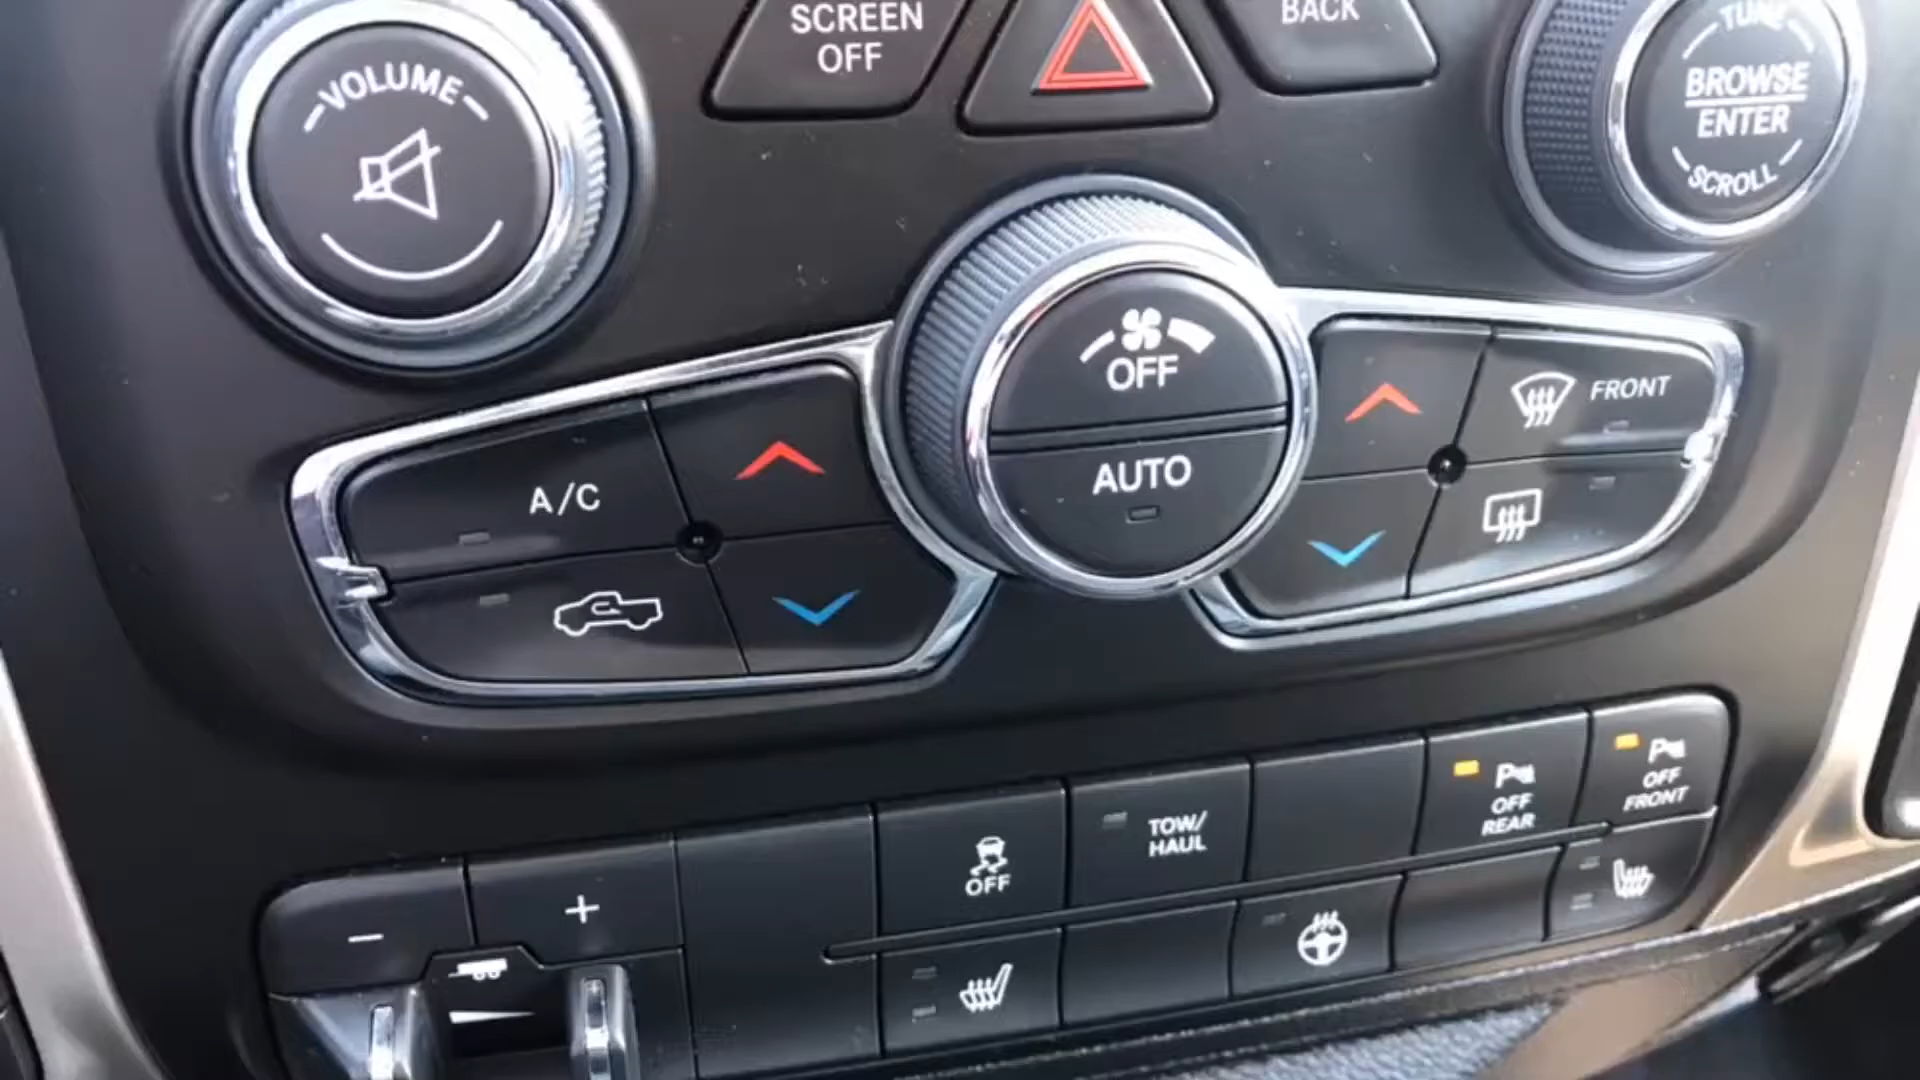 SCREEN
OFF
BACK
VOLUME
TUNE
BROWSE
ENTER
SCROLL
OFF
AUTO
A/C
FRONT
OFF
TOW/
HAUL
P
OFF
REAR
P
OFF
FRONT
- +